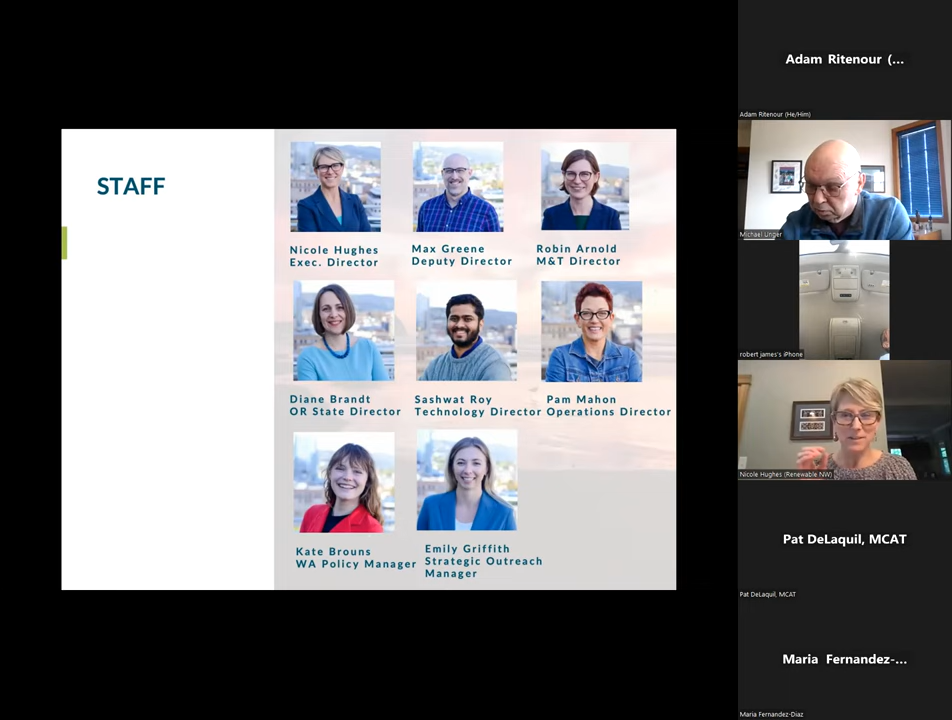 STAFF
Nicole Hughes
Exec. Director
Max Greene
Deputy Director
Robin Arnold
M&T Director
Diane Brandt
OR State Director
Sashwat Roy
Technology Director
Pam Mahon
Operations Director
Kate Brouns
WA Policy Manager
Emily Griffith
Strategic Outreach
Manager
Adam Ritenour (...
Adam Ritenour (He/Him)
Michael Unger
robert james's iPhone
Nicole Hughes (Renewable NW)
Pat DeLaquil, MCAT
Pat DeLaquil, MCAT
Maria Fernandez-...
Maria Fernandez-Diaz